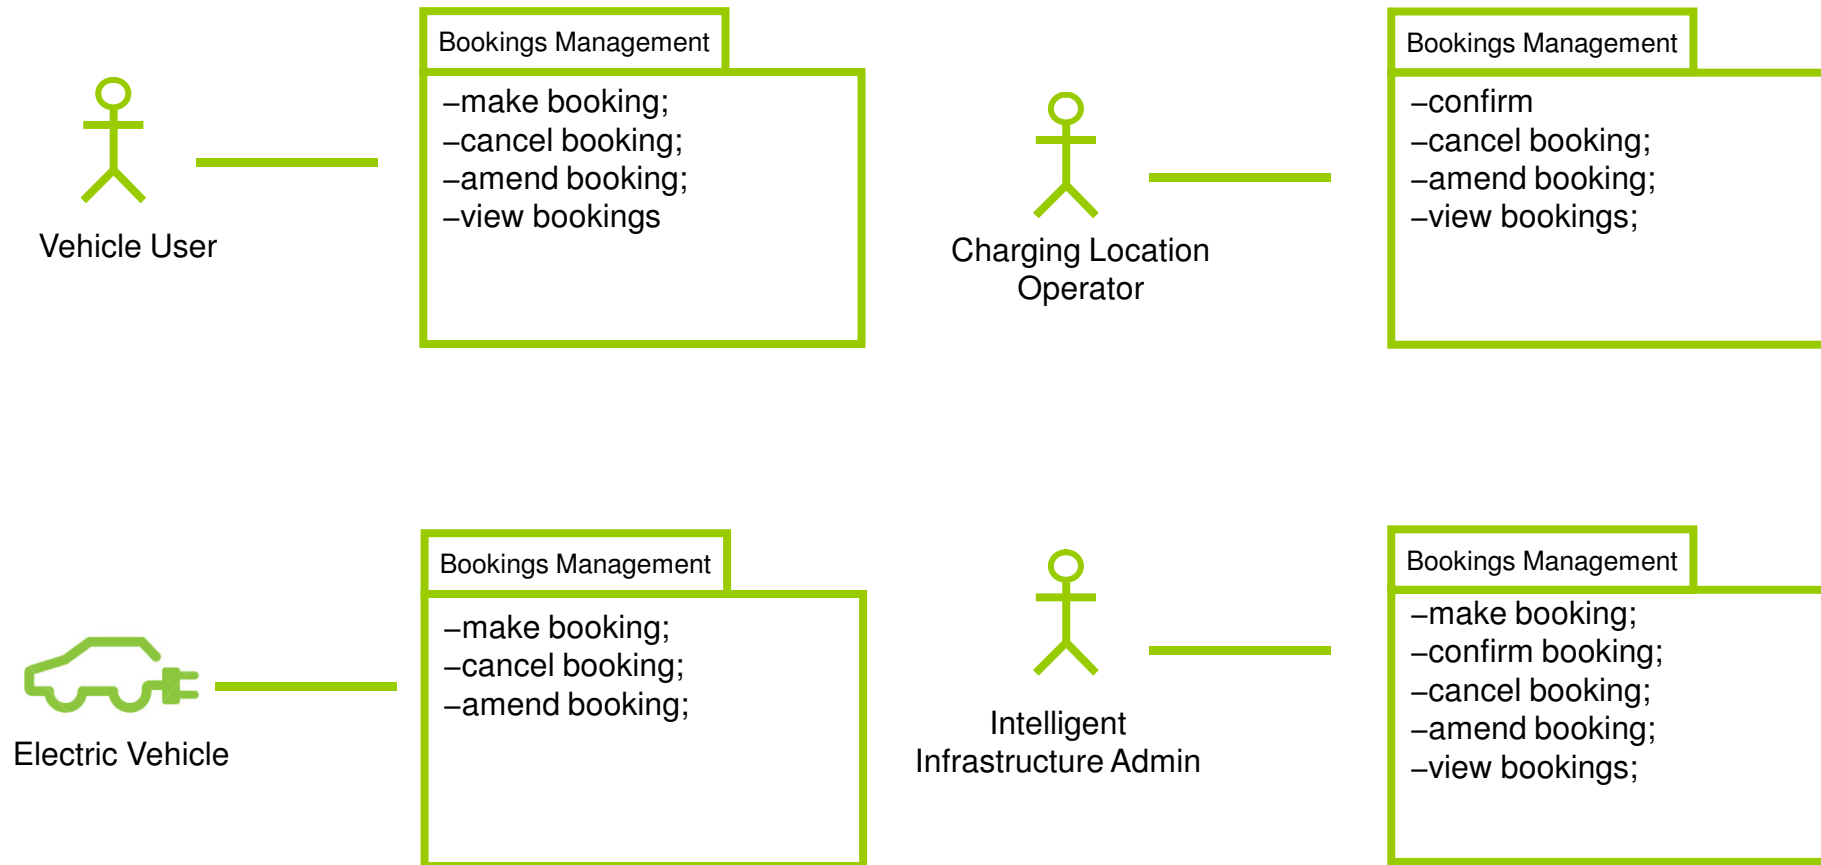 Bookings Management
–make booking;
–cancel booking;
–amend booking;
–view bookings
Vehicle User
Bookings Management
–confirm
–cancel booking;
–amend booking;
–view bookings;
Charging Location
Operator
Bookings Management
–make booking;
–cancel booking;
–amend booking;
Electric Vehicle
Bookings Management
–make booking;
–confirm booking;
–cancel booking;
–amend booking;
–view bookings;
Intelligent
Infrastructure Admin